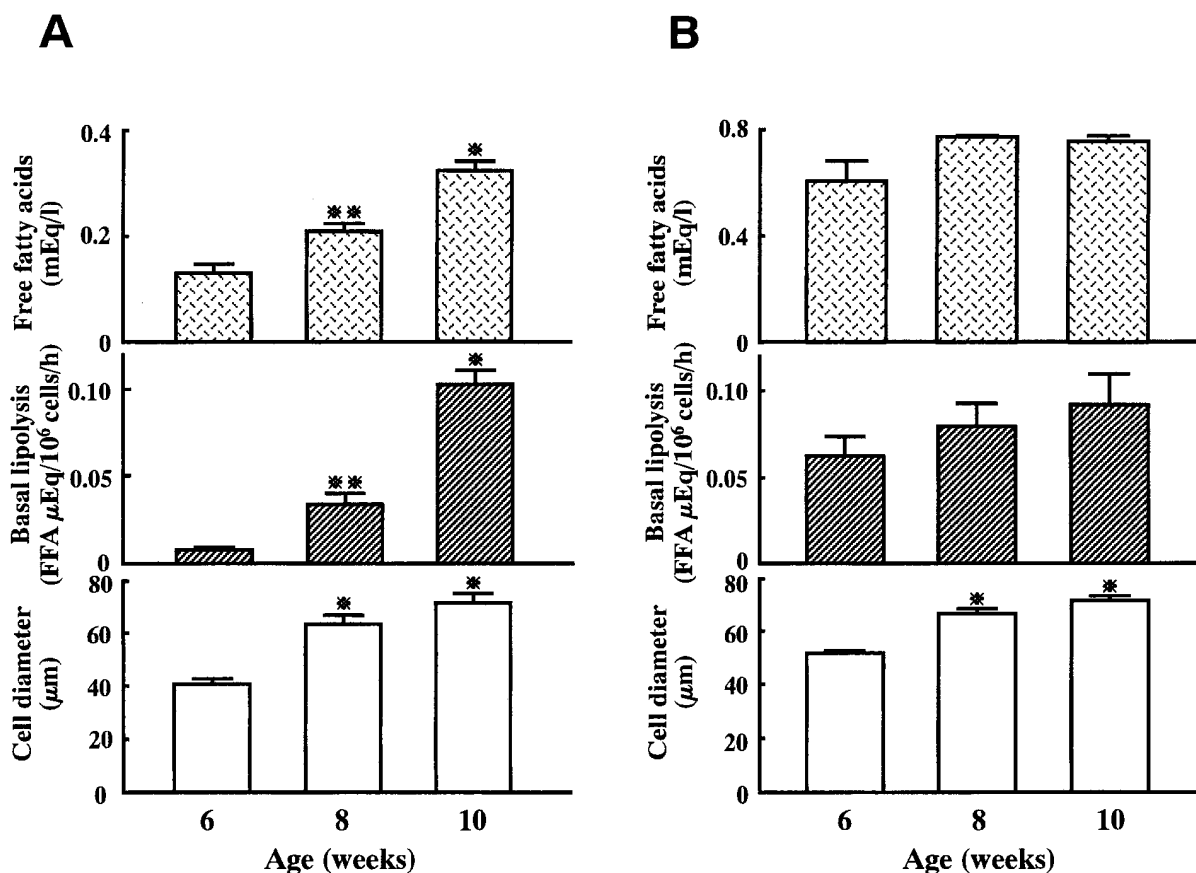 A
Free fatty acids
(mEq/l)
0.4
0.2
0
**
*
Basal lipolysis
(FFA μEq/10⁶ cells/h)
0.10
0.05
0
**
*
Cell diameter
(μm)
80
60
40
20
0
*
*
6 8 10
Age (weeks)
B
Free fatty acids
(mEq/l)
0.8
0.8
0
Basal lipolysis
(FFA μEq/10⁶ cells/h)
0.10
0.05
0
Cell diameter
(μm)
80
60
40
20
0
*
*
6 8 10
Age (weeks)